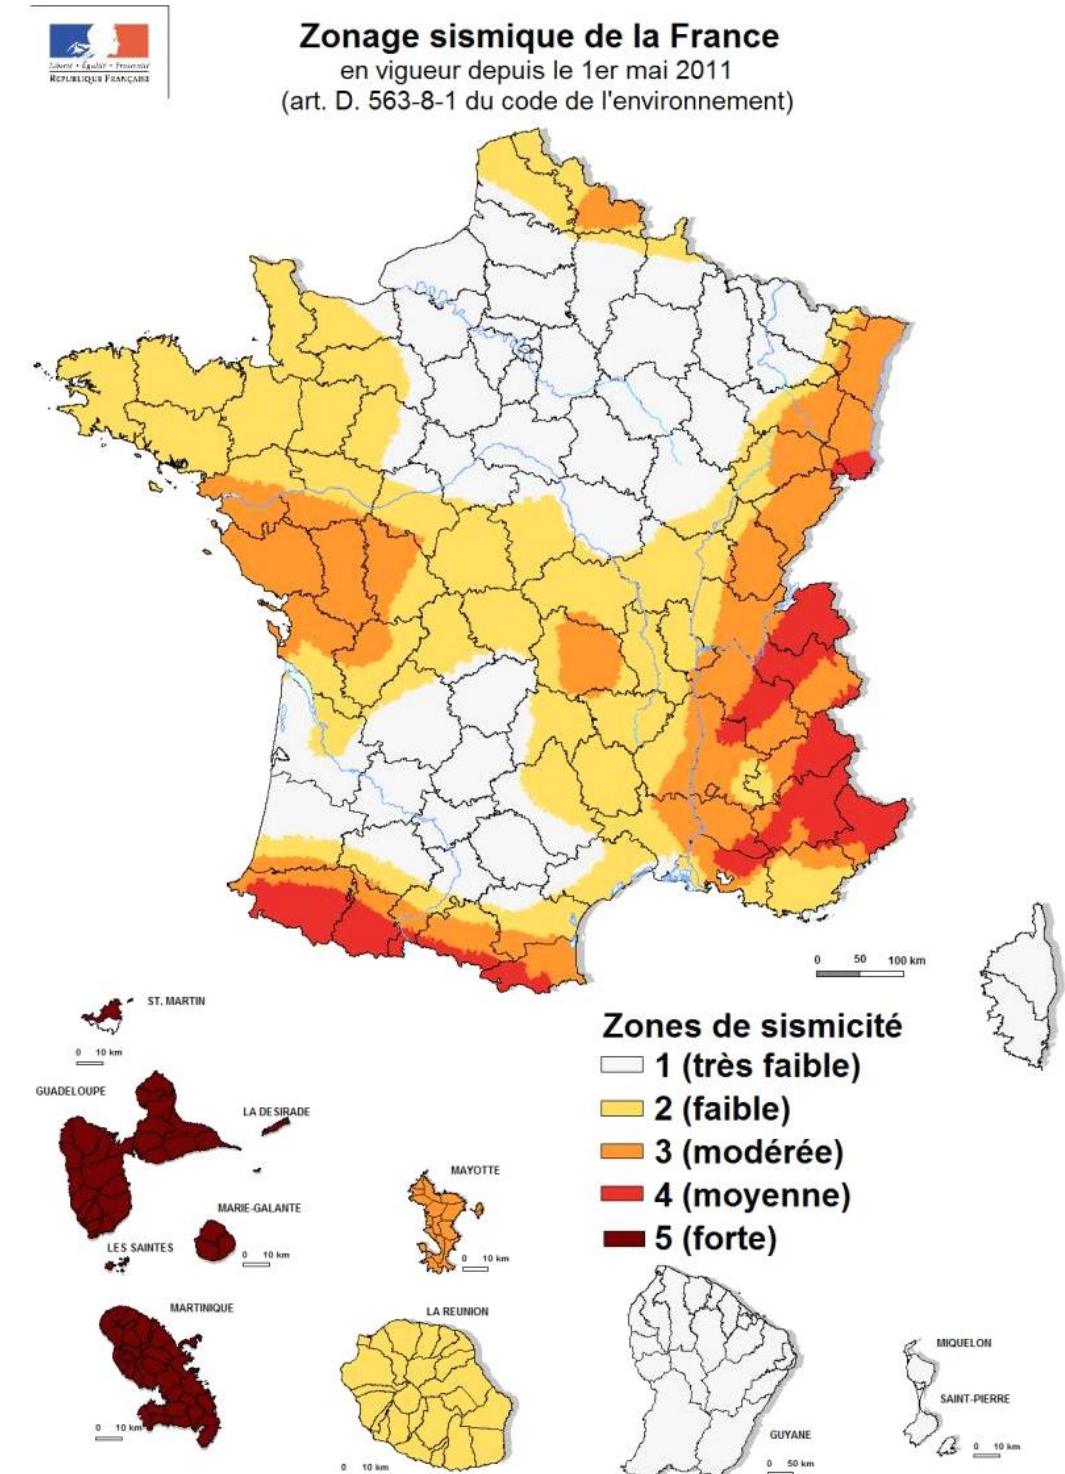 Zonage sismique de la France
en vigueur depuis le 1er mai 2011
(art. D. 563-8-1 du code de l'environnement)
Liberté • Égalité • Fraternité
RÉPUBLIQUE FRANÇAISE
0 50 100 km
ST. MARTIN
0 10 km
GUADELOUPE
LA DESIRADE
MARIE-GALANTE
0 10 km
LES SAINTES
MAYOTTE
0 10 km
Zones de sismicité
1 (très faible)
2 (faible)
3 (modérée)
4 (moyenne)
5 (forte)
MARTINIQUE
0 10 km
LA REUNION
0 10 km
GUYANE
0 50 km
MIQUELON
SAINT-PIERRE
0 10 km